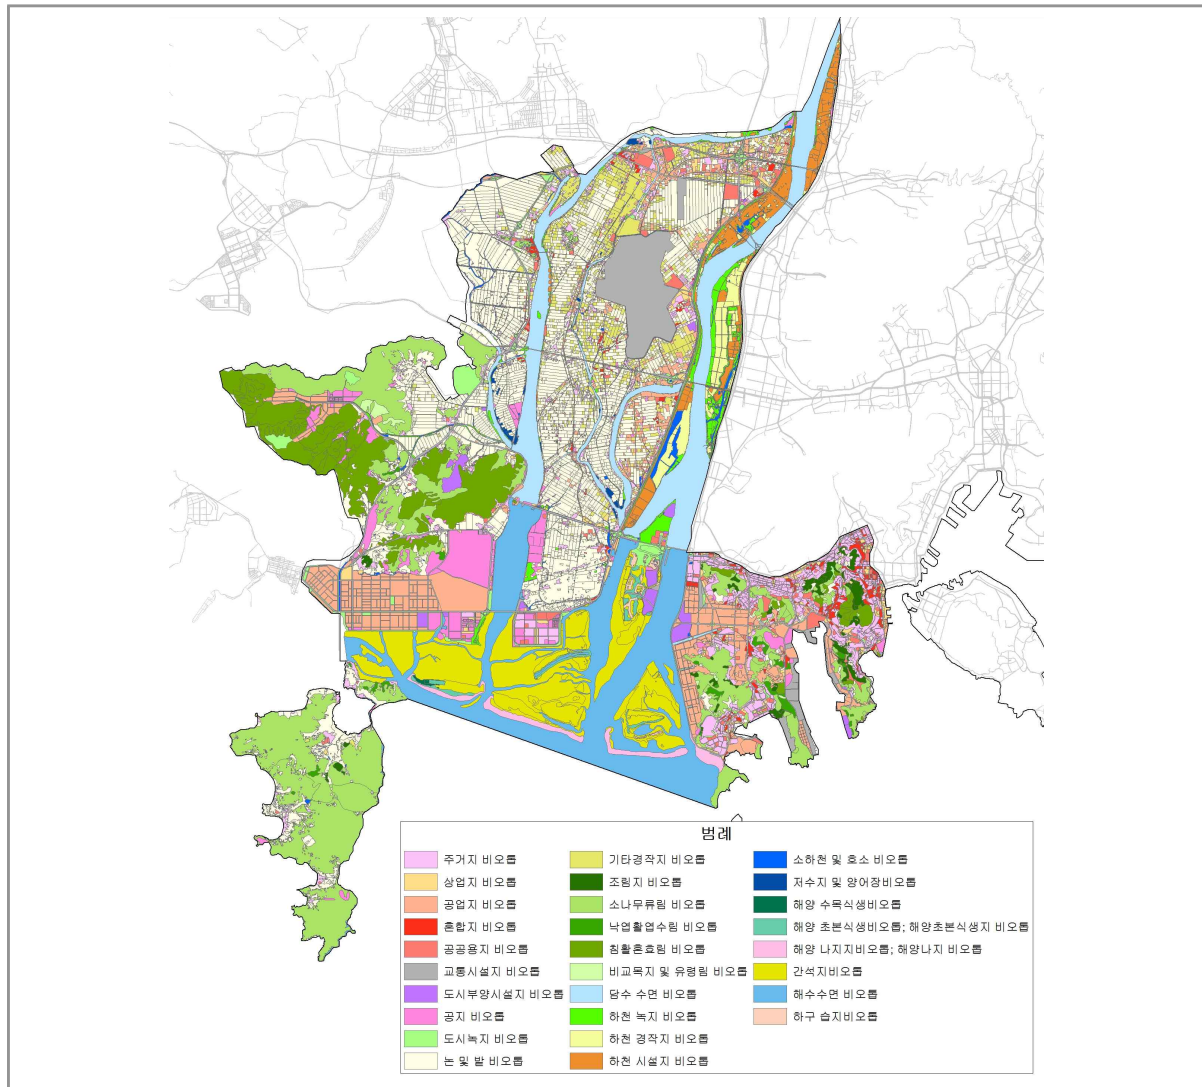 범례
주거지 비오톱
상업지 비오톱
공업지 비오톱
혼합지 비오톱
공공용지 비오톱
교통시설지 비오톱
도시부양시설지 비오톱
공지 비오톱
도시녹지 비오톱
논 및 밭 비오톱
기타경작지 비오톱
조림지 비오톱
소나무류림 비오톱
낙엽활엽수림 비오톱
침활혼효림 비오톱
비교목지 및 유령림 비오톱
담수 수면 비오톱
하천 녹지 비오톱
하천 경작지 비오톱
하천 시설지 비오톱
소하천 및 호소 비오톱
저수지 및 양어장비오톱
해양 수목식생비오톱
해양 초본식생비오톱; 해양초본식생지 비오톱
해양 나지지비오톱; 해양나지 비오톱
간석지비오톱
해수수면 비오톱
하구 습지비오톱